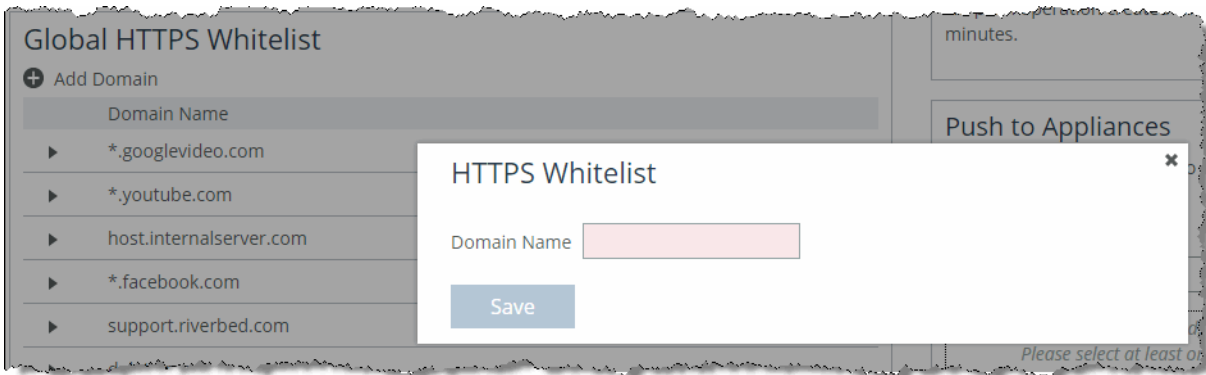 Global HTTPS Whitelist
Add Domain
Domain Name
*.googlevideo.com
*.youtube.com
host.internalserver.com
*.facebook.com
support.riverbed.com
minutes.
Push to Appliances
HTTPS Whitelist
Domain Name
Save
Please select at least